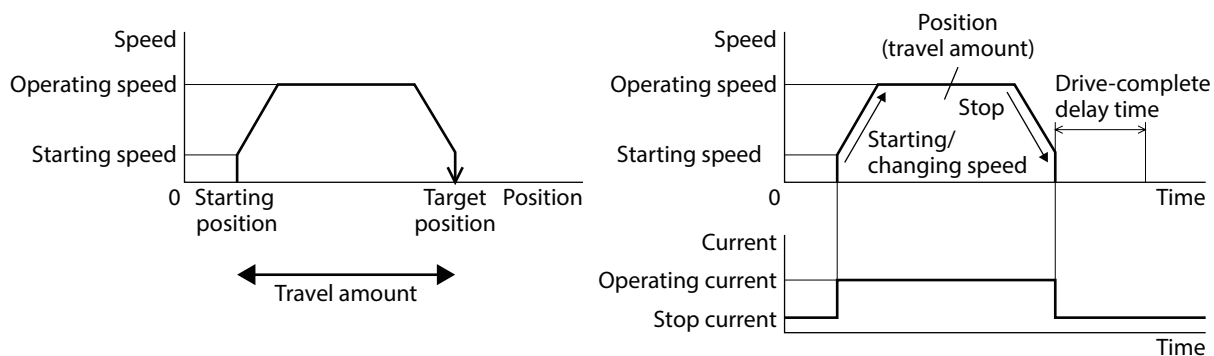 Speed
Operating speed
Starting speed
0
Starting
position
Target
position
Position
Travel amount
Speed
Position
(travel amount)
Operating speed
Drive-complete
delay time
Stop
Starting/
changing speed
Starting speed
0
Time
Current
Operating current
Stop current
Time